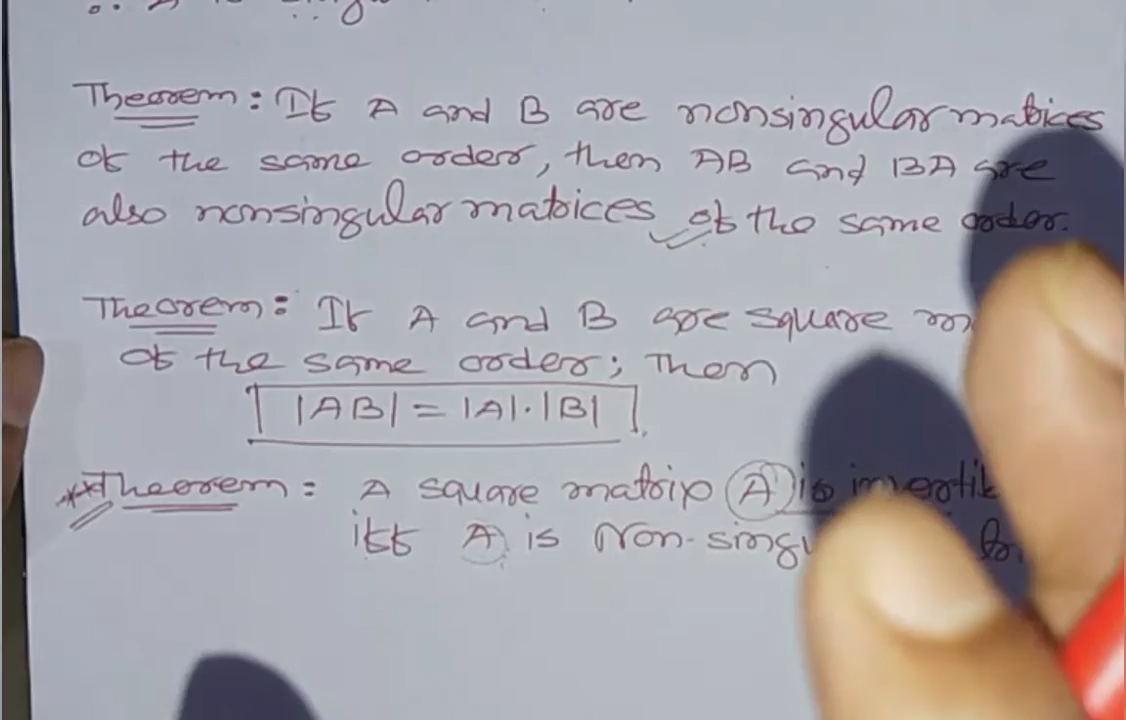 Theorem: If A and B are nonsingular matrices
of the same order, then AB and BA are
also nonsingular matrices of the same order.
Theorem: If A and B are square
of the same order; Then
|AB| = |A|.|B|
Theorem: A square matrix A is
iff A is Non-